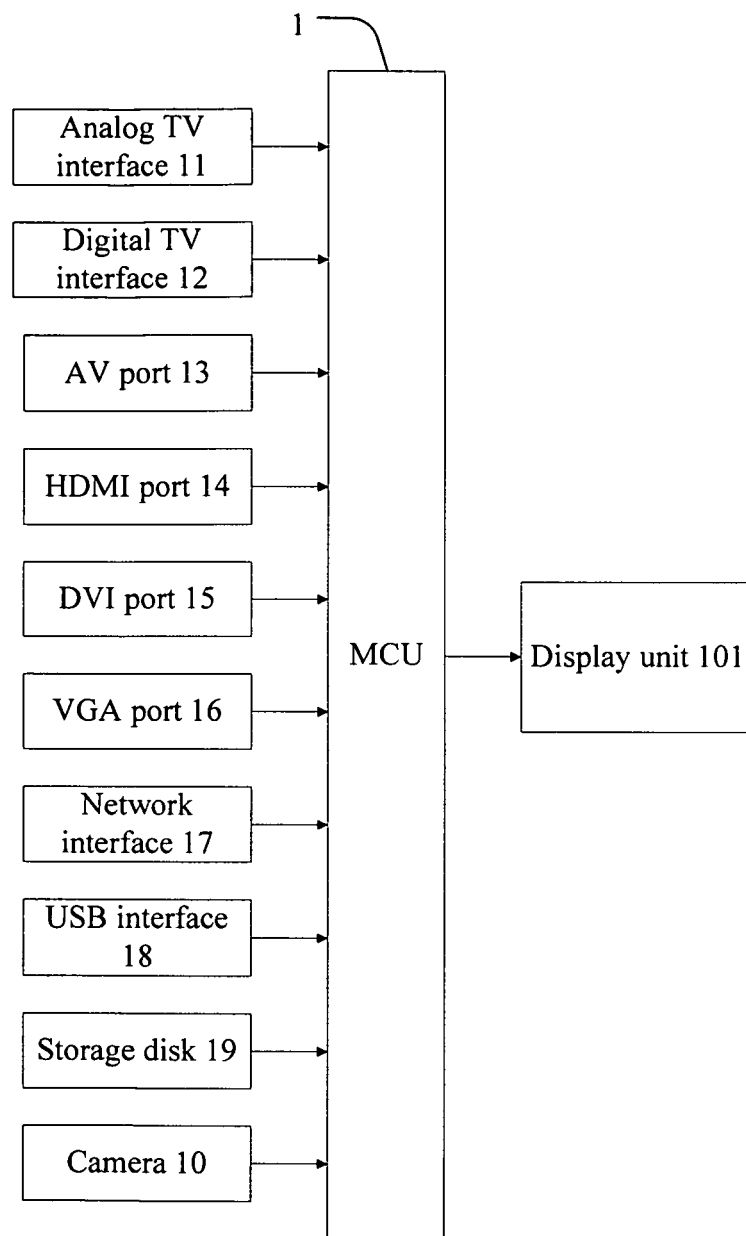 1
Analog TV
interface 11
Digital TV
interface 12
AV port 13
HDMI port 14
DVI port 15
VGA port 16
Network
interface 17
USB interface
18
Storage disk 19
Camera 10
MCU
Display unit 101